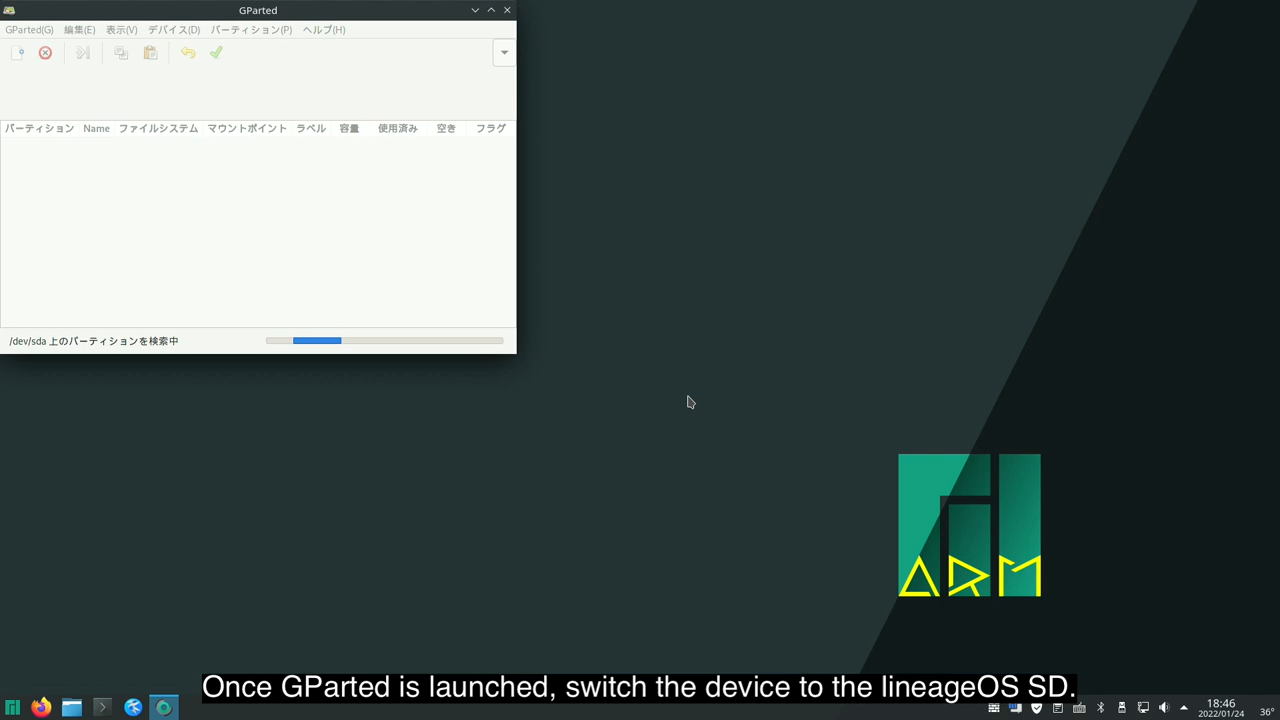 GParted
GParted(G) 編集(E) 表示(V) デバイス(D) パーティション(P) ヘルプ(H)
パーティション Name ファイルシステム マウントポイント ラベル 容量 使用済み 空き フラグ
/dev/sda 上のパーティションを検索中
ARM
Once GParted is launched, switch the device to the lineageOS SD.
18:46
2022/01/24
36°